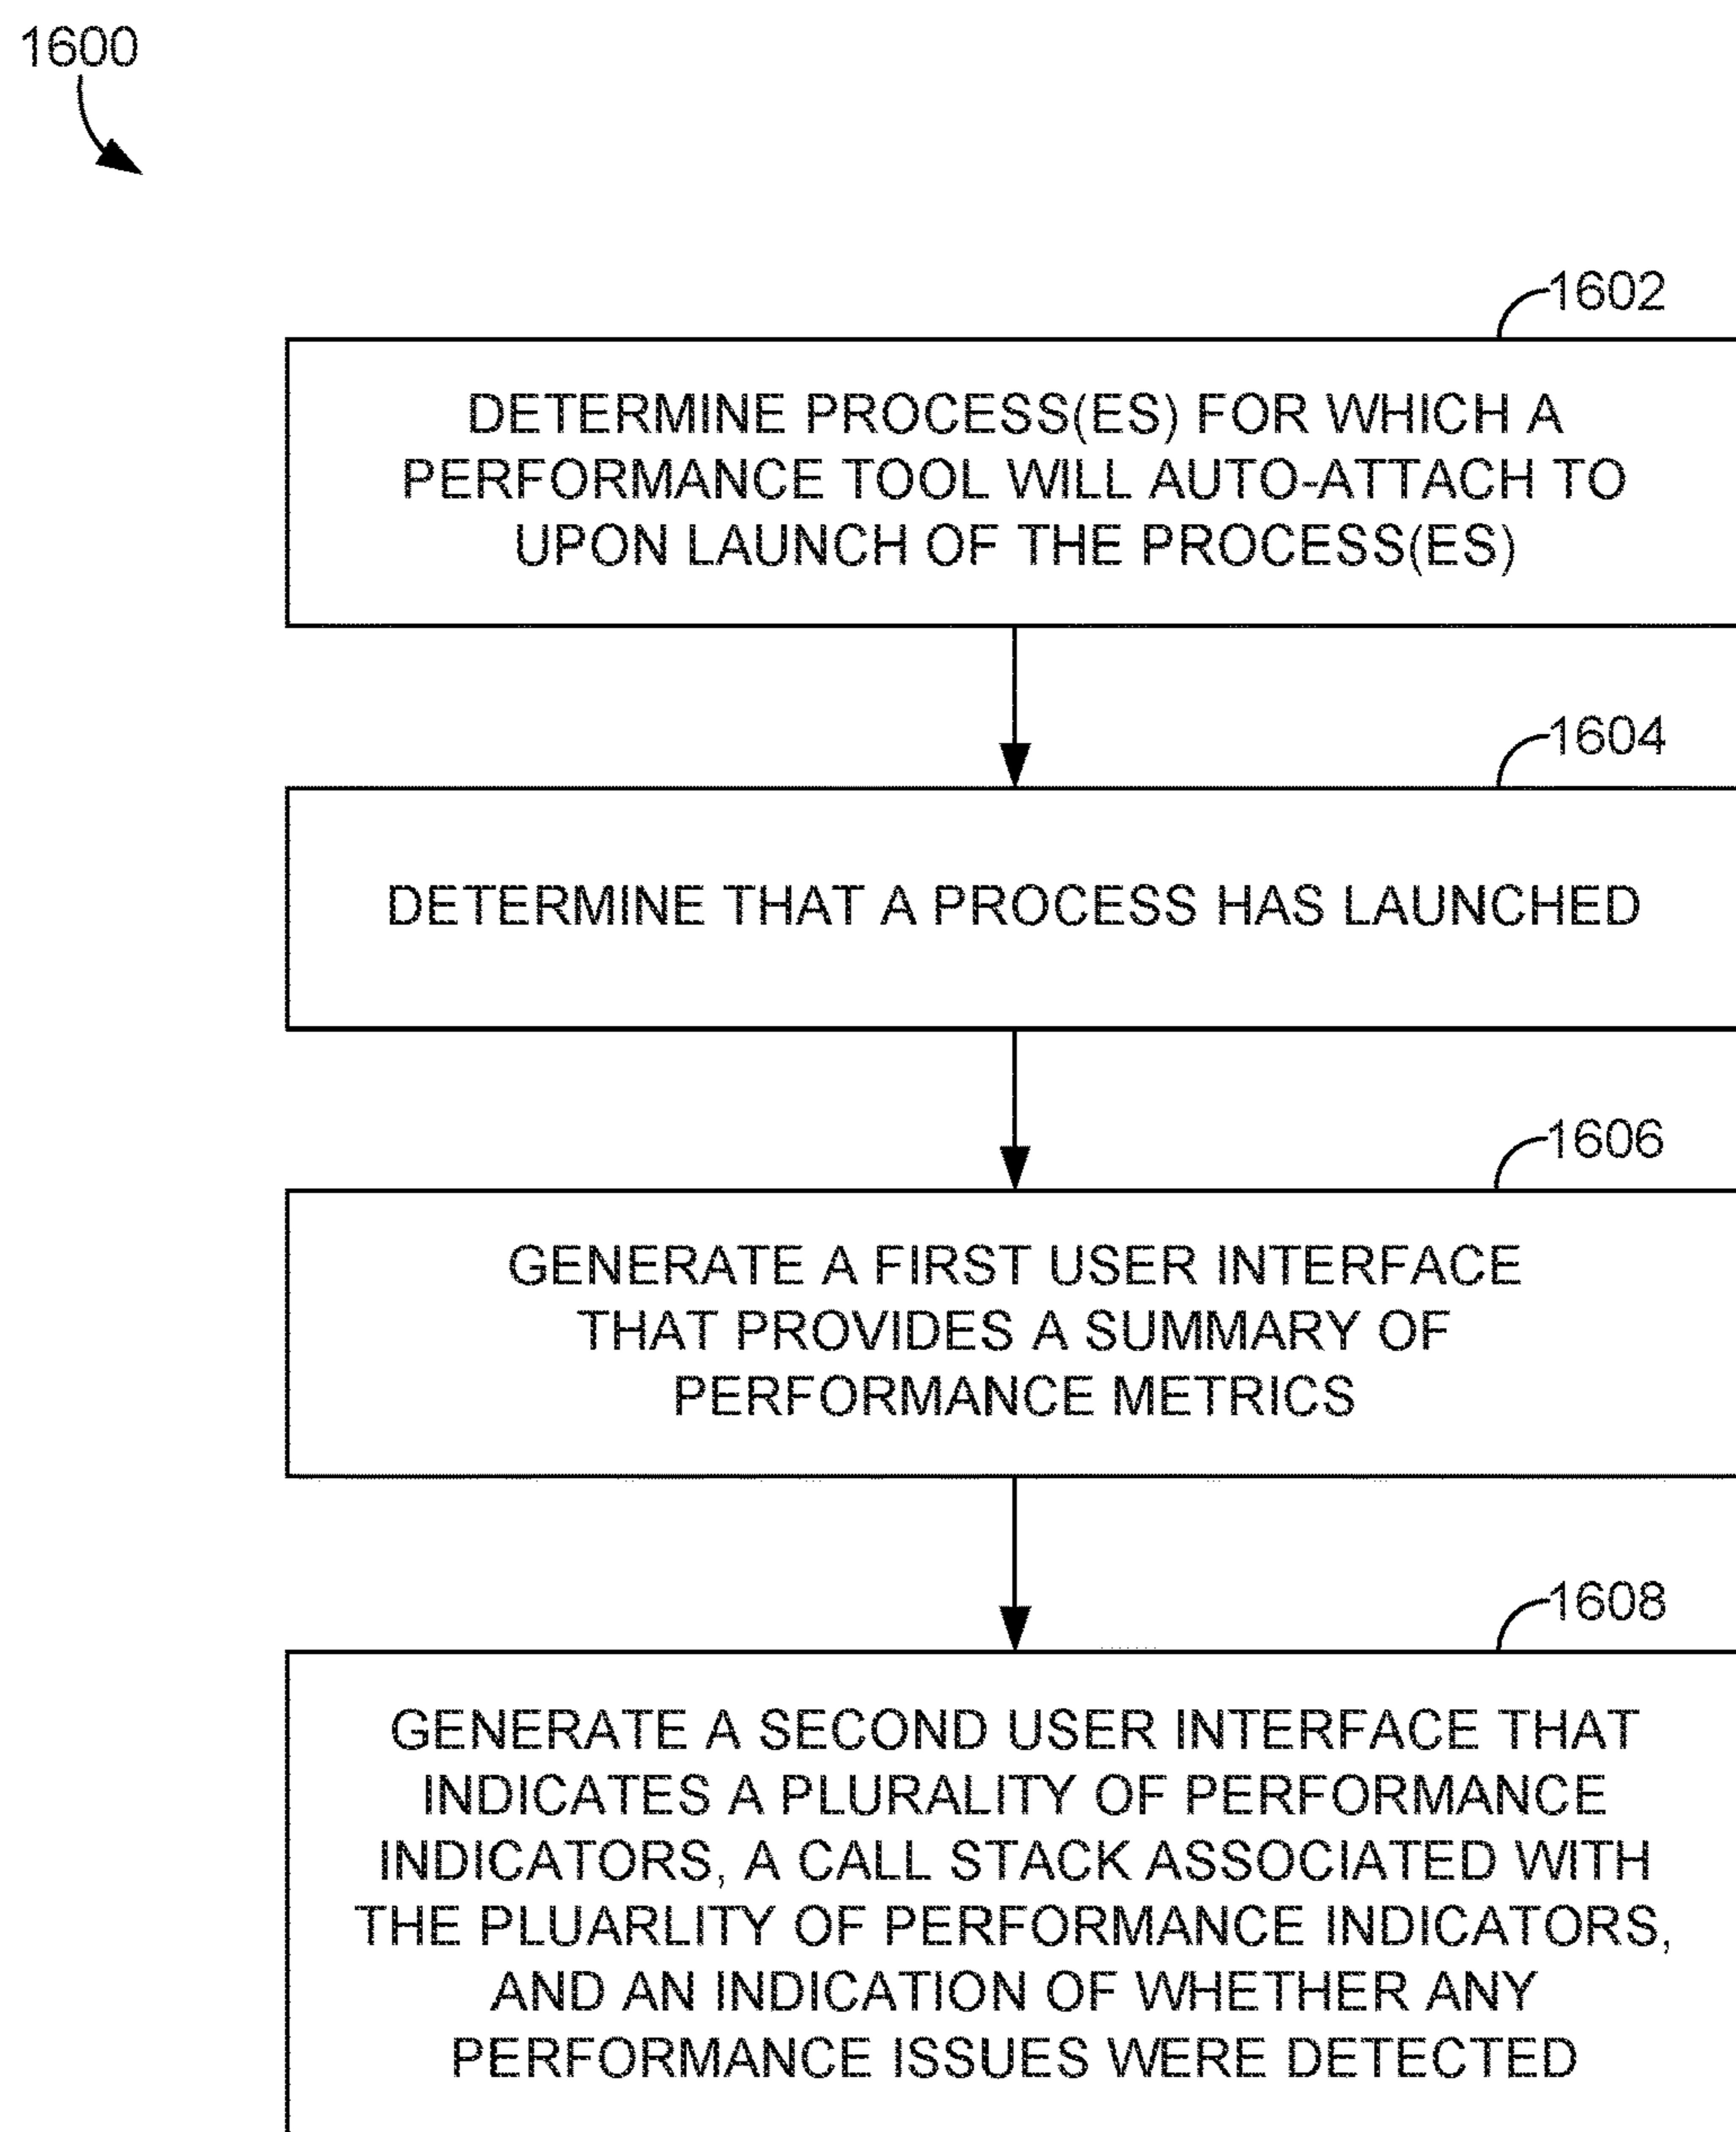 1600
1602
DETERMINE PROCESS(ES) FOR WHICH A
PERFORMANCE TOOL WILL AUTO-ATTACH TO
UPON LAUNCH OF THE PROCESS(ES)
1604
DETERMINE THAT A PROCESS HAS LAUNCHED
1606
GENERATE A FIRST USER INTERFACE
THAT PROVIDES A SUMMARY OF
PERFORMANCE METRICS
1608
GENERATE A SECOND USER INTERFACE THAT
INDICATES A PLURALITY OF PERFORMANCE
INDICATORS, A CALL STACK ASSOCIATED WITH
THE PLUARLITY OF PERFORMANCE INDICATORS,
AND AN INDICATION OF WHETHER ANY
PERFORMANCE ISSUES WERE DETECTED